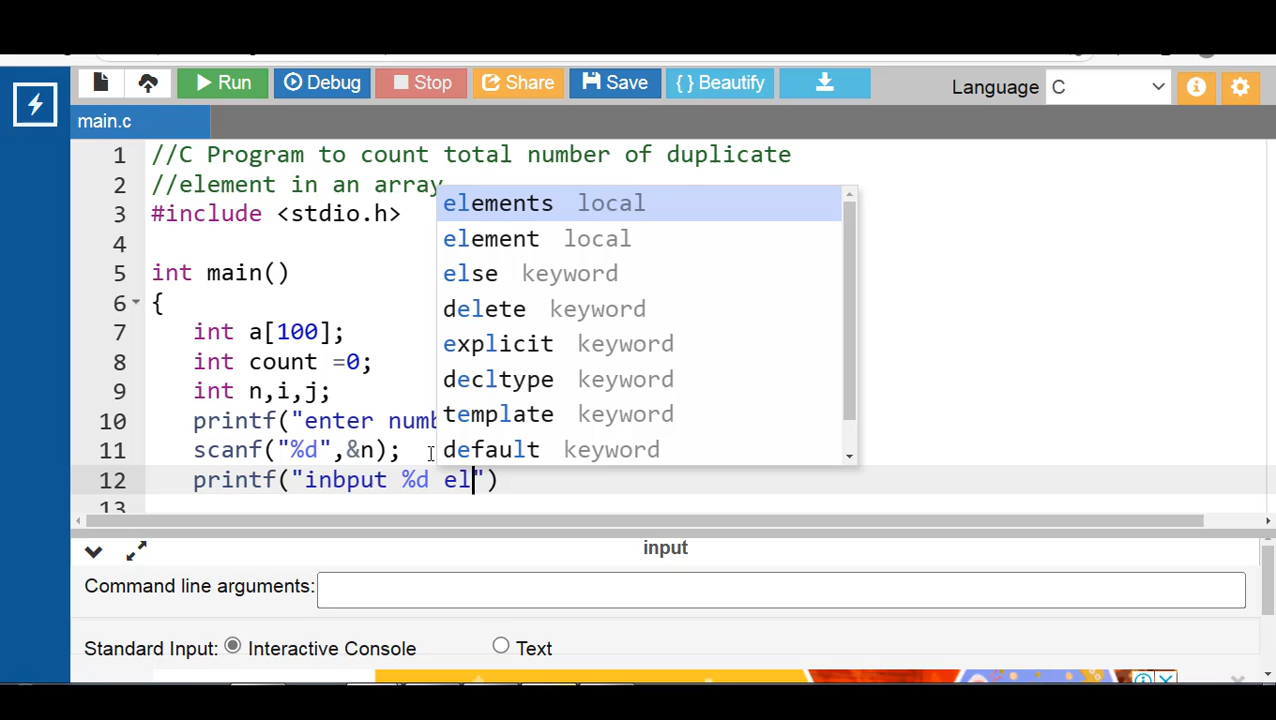 Run Debug Stop Share Save { } Beautify Language C
main.c
1 //C Program to count total number of duplicate
2 //element in an array
3 #include <stdio.h>
4
5 int main()
6 {
7 int a[100];
8 int count =0;
9 int n,i,j;
10 printf("enter numb
11 scanf("%d",&n);
12 printf("inbput %d el")
13
elements local
element local
else keyword
delete keyword
explicit keyword
decltype keyword
template keyword
default keyword
input
Command line arguments:
Standard Input: Interactive Console Text